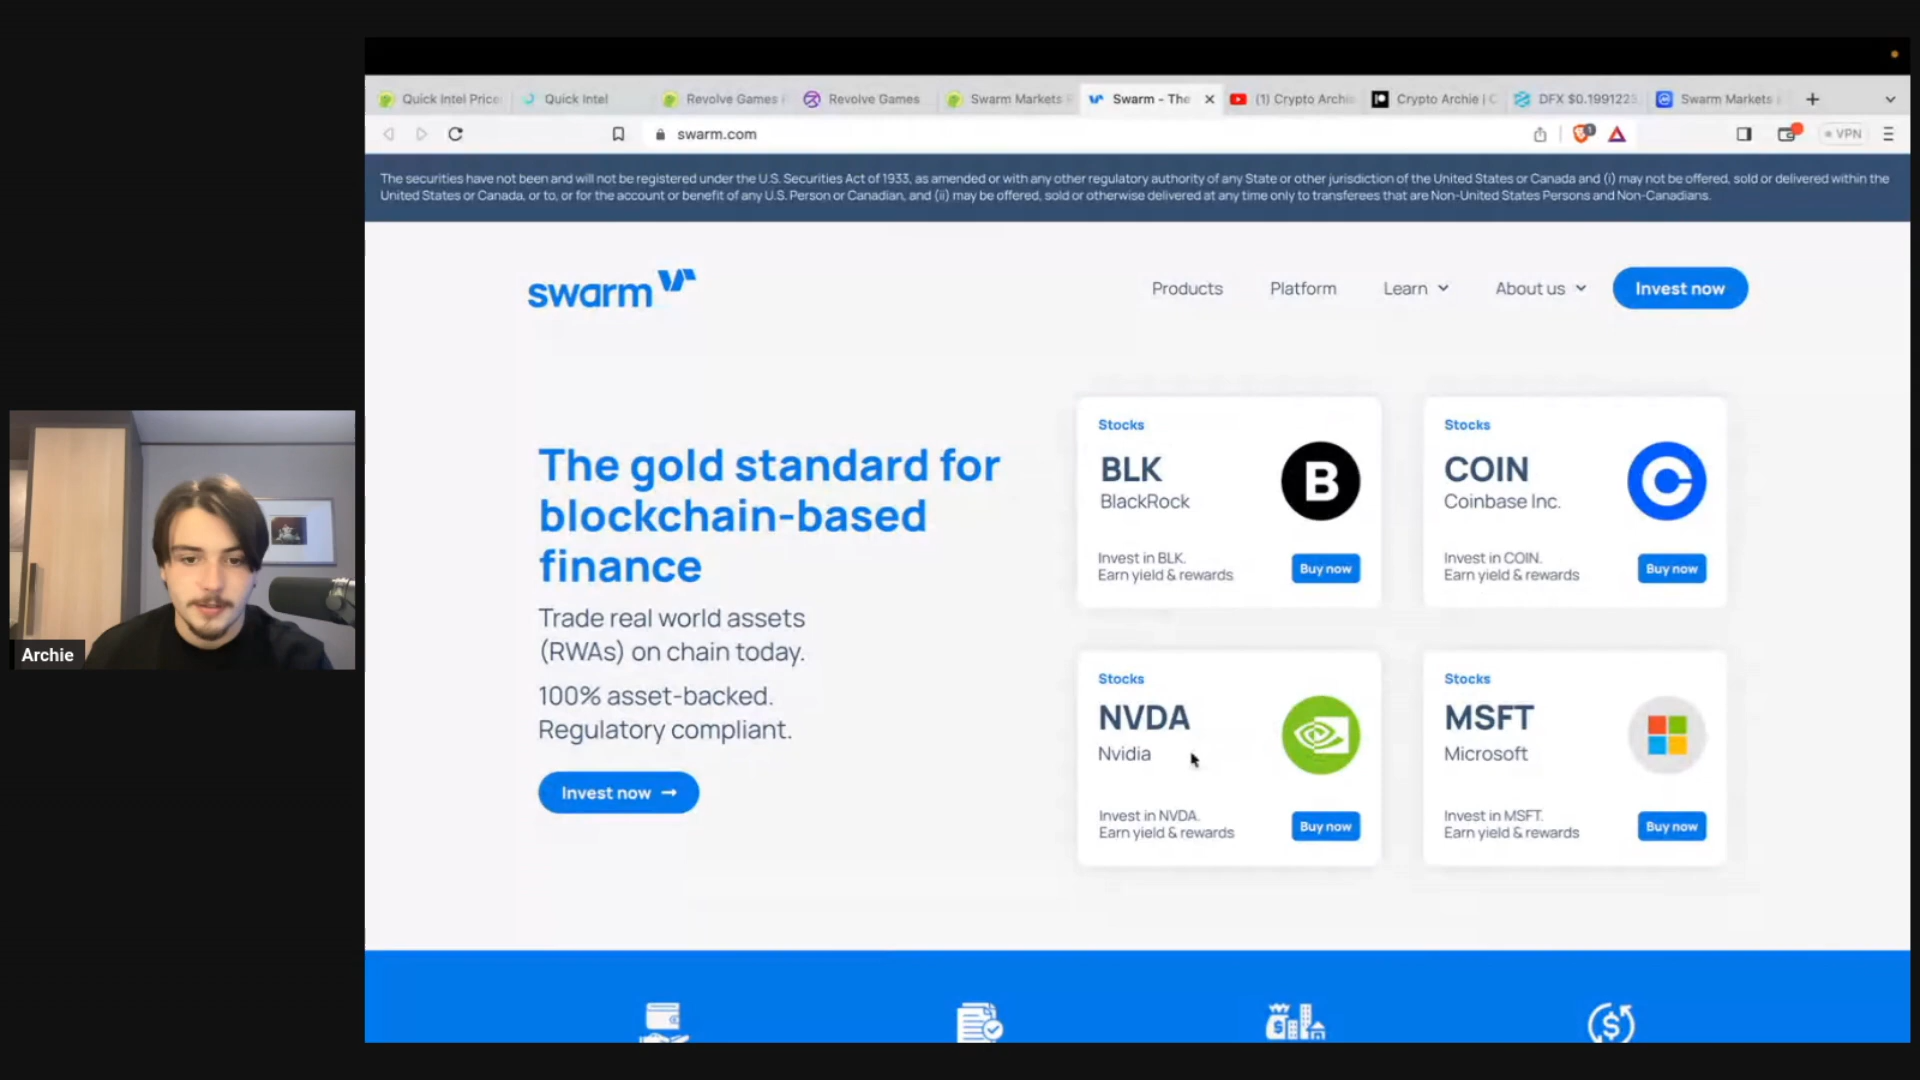 Quick Intel Price
Quick Intel
Revolve Games
Revolve Games
Swarm Markets
Swarm - The
(1) Crypto Archie
Crypto Archie | C
DFX $0.1991223
Swarm Markets
swarm.com
VPN
The securities have not been and will not be registered under the U.S. Securities Act of 1933, as amended or with any other regulatory authority of any State or other jurisdiction of the United States or Canada and (i) may not be offered, sold or delivered within the
United States or Canada, or to, or for the account or benefit of any U.S. Person or Canadian, and (ii) may be offered, sold or otherwise delivered at any time only to transferees that are Non-United States Persons and Non-Canadians.
swarm
Products
Platform
Learn
About us
Invest now
The gold standard for
blockchain-based
finance
Trade real world assets
(RWAs) on chain today.
100% asset-backed.
Regulatory compliant.
Invest now →
Stocks
BLK
BlackRock
B
Invest in BLK.
Earn yield & rewards
Buy now
Stocks
COIN
Coinbase Inc.
Invest in COIN.
Earn yield & rewards
Buy now
Stocks
NVDA
Nvidia
Invest in NVDA.
Earn yield & rewards
Buy now
Stocks
MSFT
Microsoft
Invest in MSFT.
Earn yield & rewards
Buy now
Archie